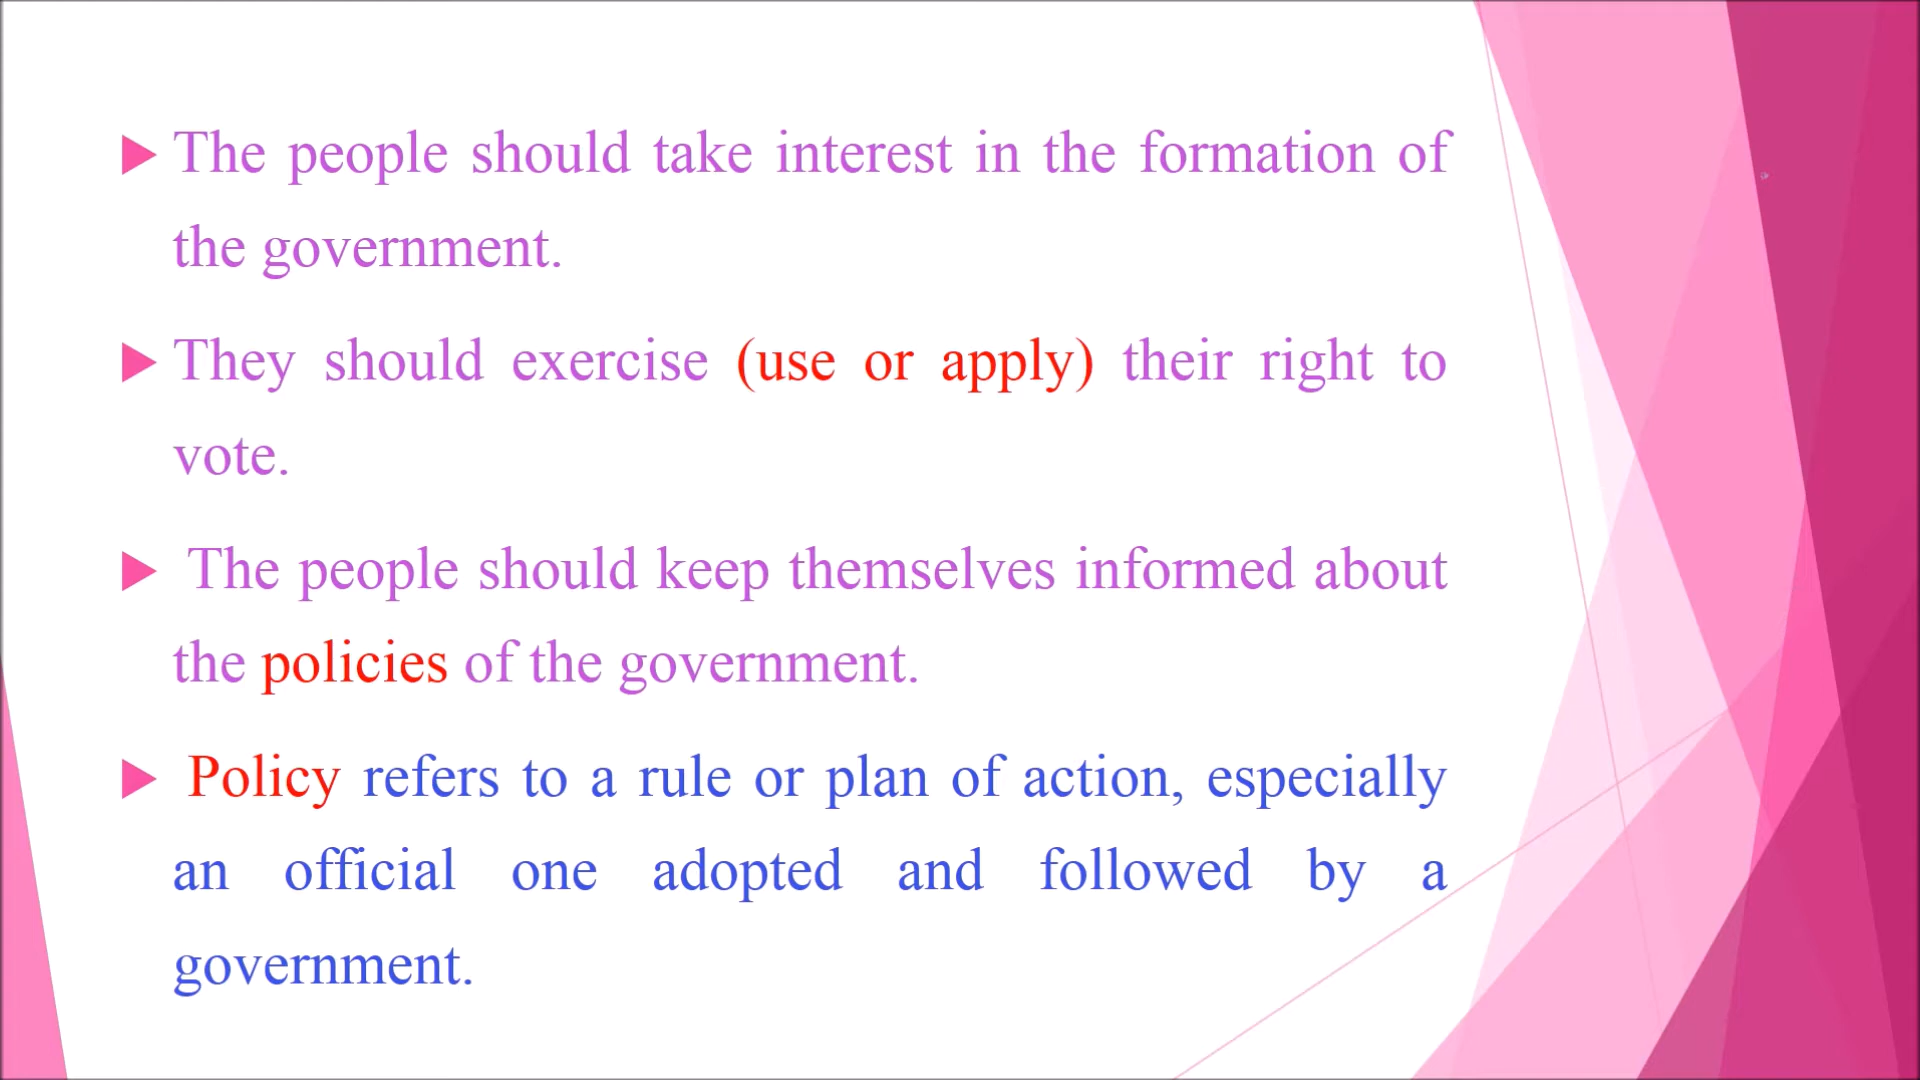 The people should take interest in the formation of
the government.
They should exercise (use or apply) their right to
vote.
The people should keep themselves informed about
the policies of the government.
Policy refers to a rule or plan of action, especially
an official one adopted and followed by a
government.